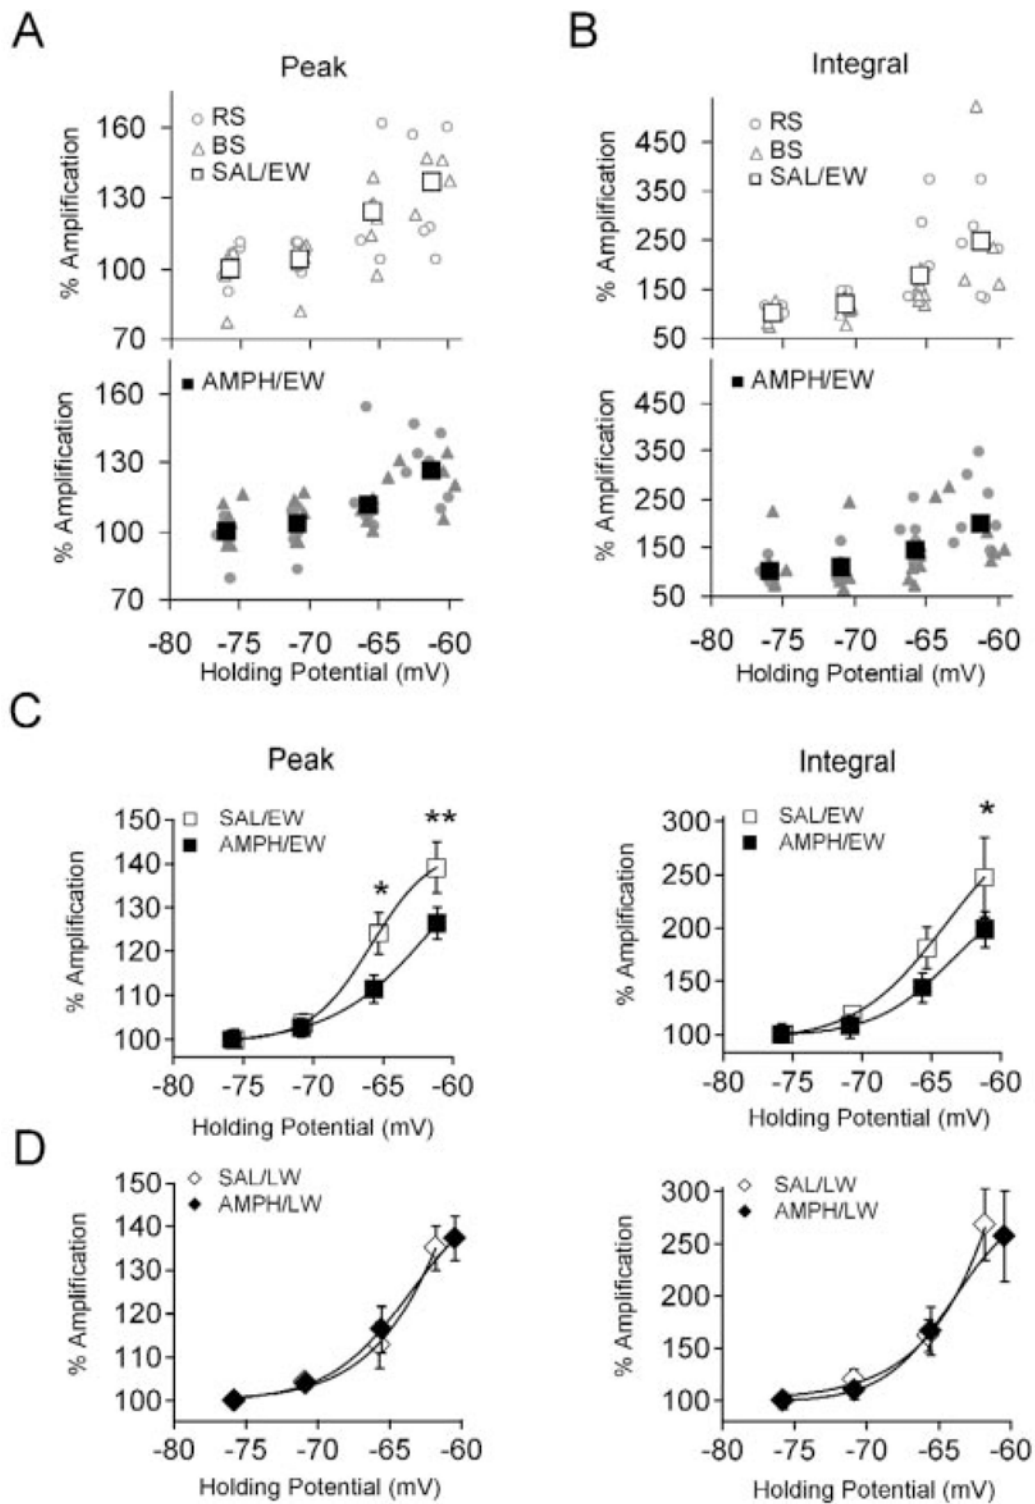 A
B
Peak
Integral
% Amplification
160
130
100
70
RS
BS
SAL/EW
% Amplification
450
350
250
150
50
RS
BS
SAL/EW
% Amplification
160
130
100
70
AMPH/EW
-80 -75 -70 -65 -60
Holding Potential (mV)
% Amplification
450
350
250
150
50
AMPH/EW
-80 -75 -70 -65 -60
Holding Potential (mV)
C
Peak
Integral
% Amplification
150
140
130
120
110
100
SAL/EW
AMPH/EW
*
**
-80 -75 -70 -65 -60
Holding Potential (mV)
% Amplification
300
250
200
150
100
SAL/EW
AMPH/EW
*
-80 -75 -70 -65 -60
Holding Potential (mV)
D
% Amplification
150
140
130
120
110
100
SAL/LW
AMPH/LW
-80 -75 -70 -65 -60
Holding Potential (mV)
% Amplification
300
250
200
150
100
SAL/LW
AMPH/LW
-80 -75 -70 -65 -60
Holding Potential (mV)